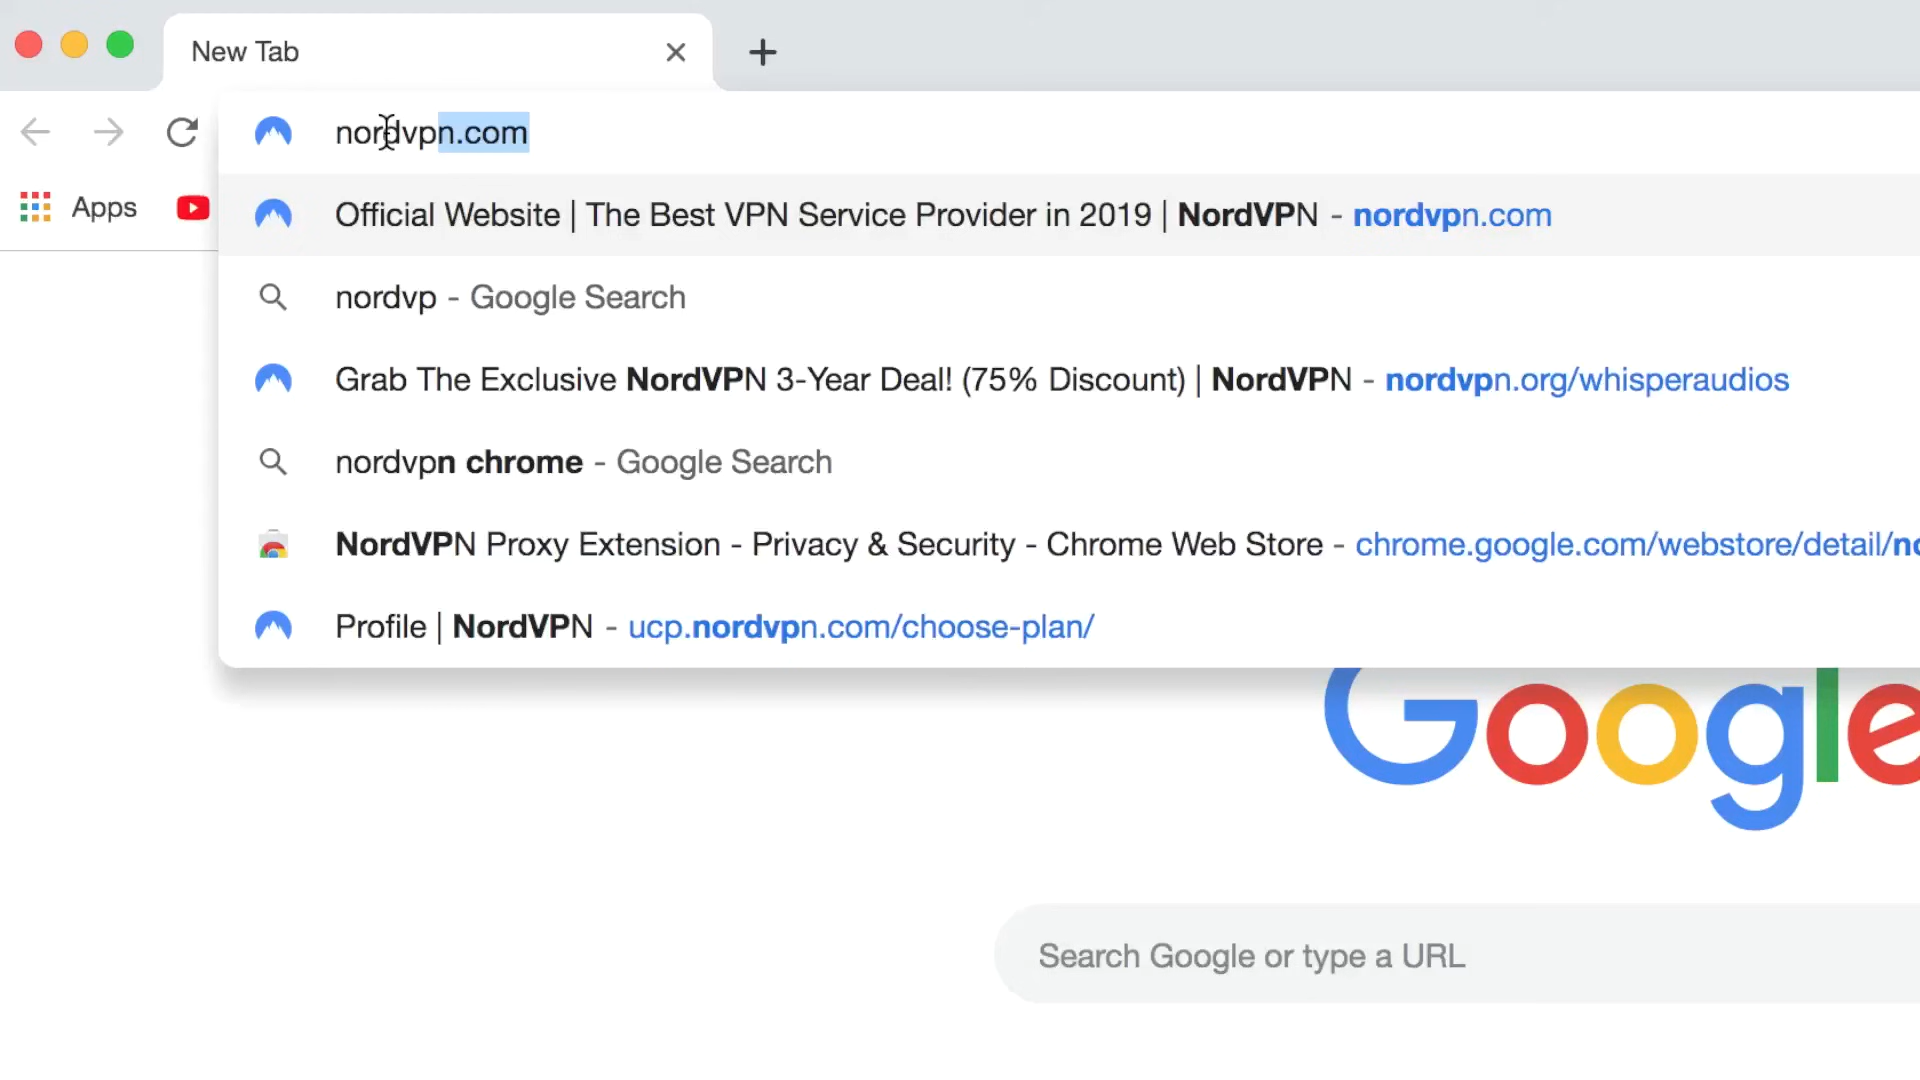 New Tab
nordvpn.com
Apps
Official Website | The Best VPN Service Provider in 2019 | NordVPN - nordvpn.com
nordvp - Google Search
Grab The Exclusive NordVPN 3-Year Deal! (75% Discount) | NordVPN - nordvpn.org/whisperaudios
nordvpn chrome - Google Search
NordVPN Proxy Extension - Privacy & Security - Chrome Web Store - chrome.google.com/webstore/detail/no
Profile | NordVPN - ucp.nordvpn.com/choose-plan/
Google
Search Google or type a URL